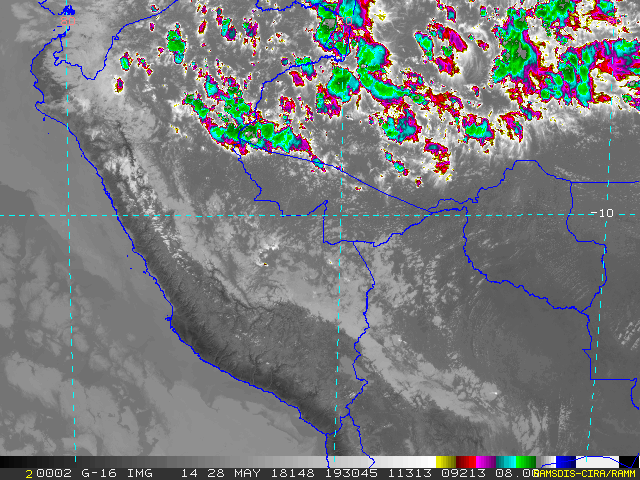 -10
2 0002 G-16 IMG 14 28 MAY 18148 193045 11313 09213 08.00
RAMSDIS-CIRA/RAMM